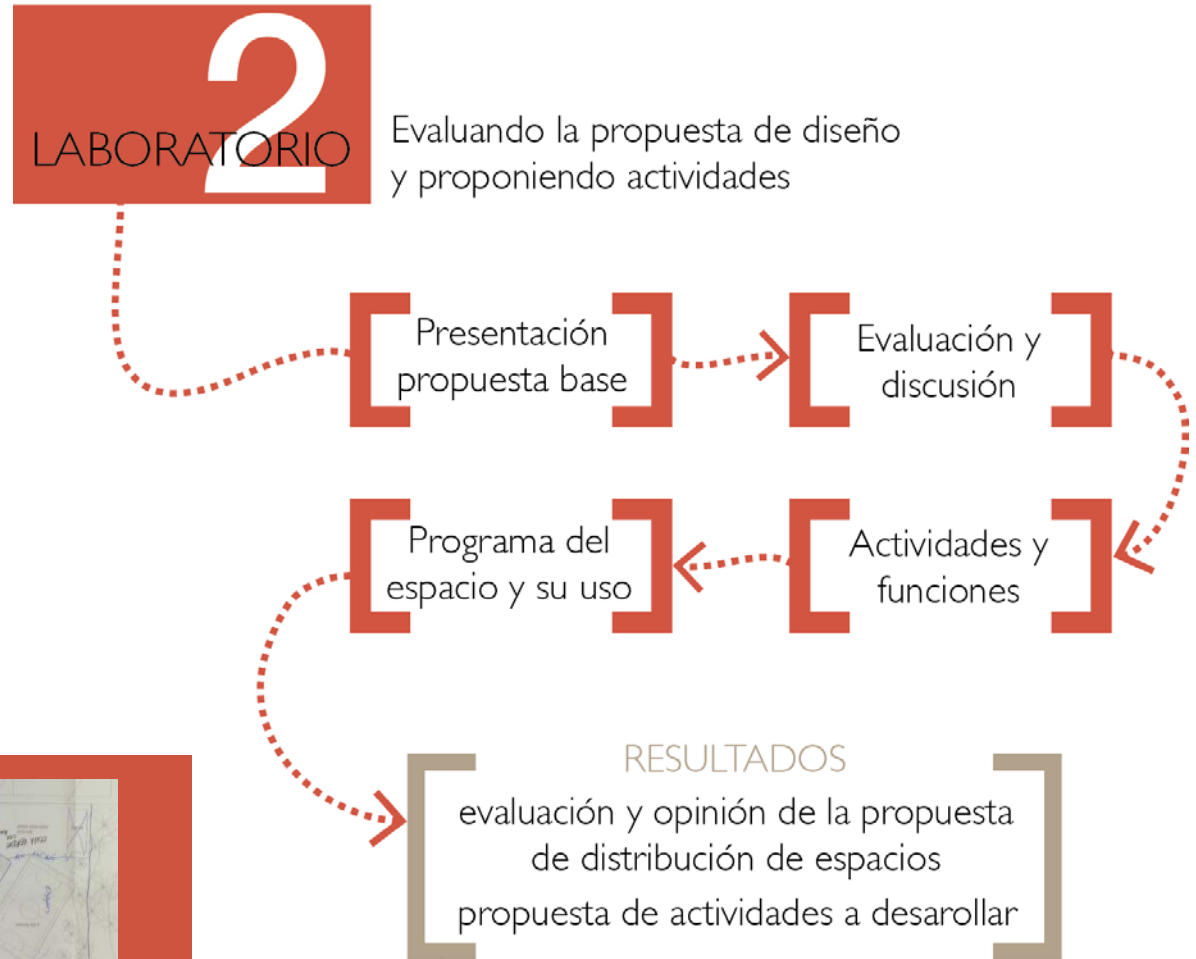 2
LABORATORIO
Evaluando la propuesta de diseño
y proponiendo actividades
Presentación
propuesta base
Evaluación y
discusión
Actividades y
funciones
Programa del
espacio y su uso
RESULTADOS
evaluación y opinión de la propuesta
de distribución de espacios
propuesta de actividades a desarollar